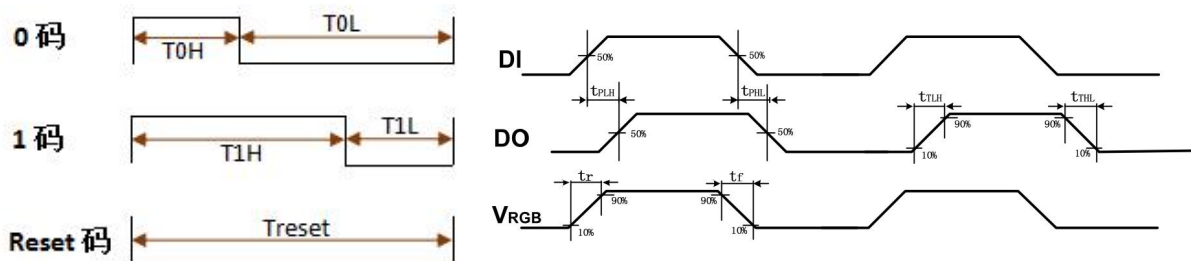 0 码
T0H
T0L
1 码
T1H
T1L
Reset 码
Treset
DI
50%
50%
tPLH
tPHL
tTLH
tTHL
DO
50%
50%
90%
90%
10%
10%
tr
tf
VRGB
90%
90%
10%
10%